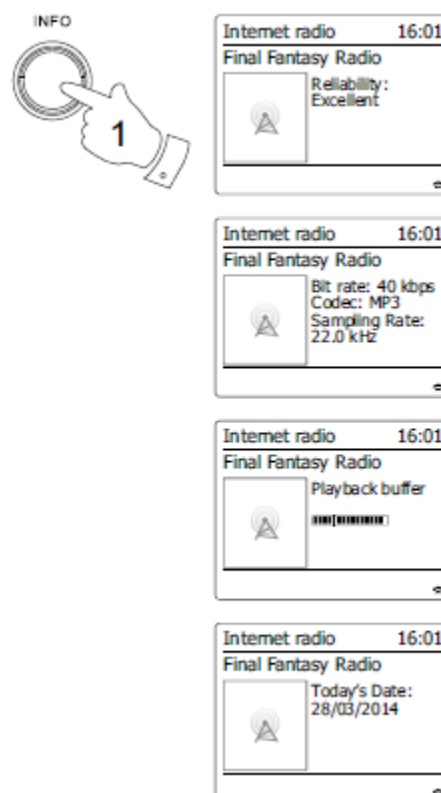 INFO
1
Internet radio 16:01
Final Fantasy Radio
Reliability:
Excellent
Internet radio 16:01
Final Fantasy Radio
Bit rate: 40 kbps
Codec: MP3
Sampling Rate:
22.0 kHz
Internet radio 16:01
Final Fantasy Radio
Playback buffer
Internet radio 16:01
Final Fantasy Radio
Today's Date:
28/03/2014